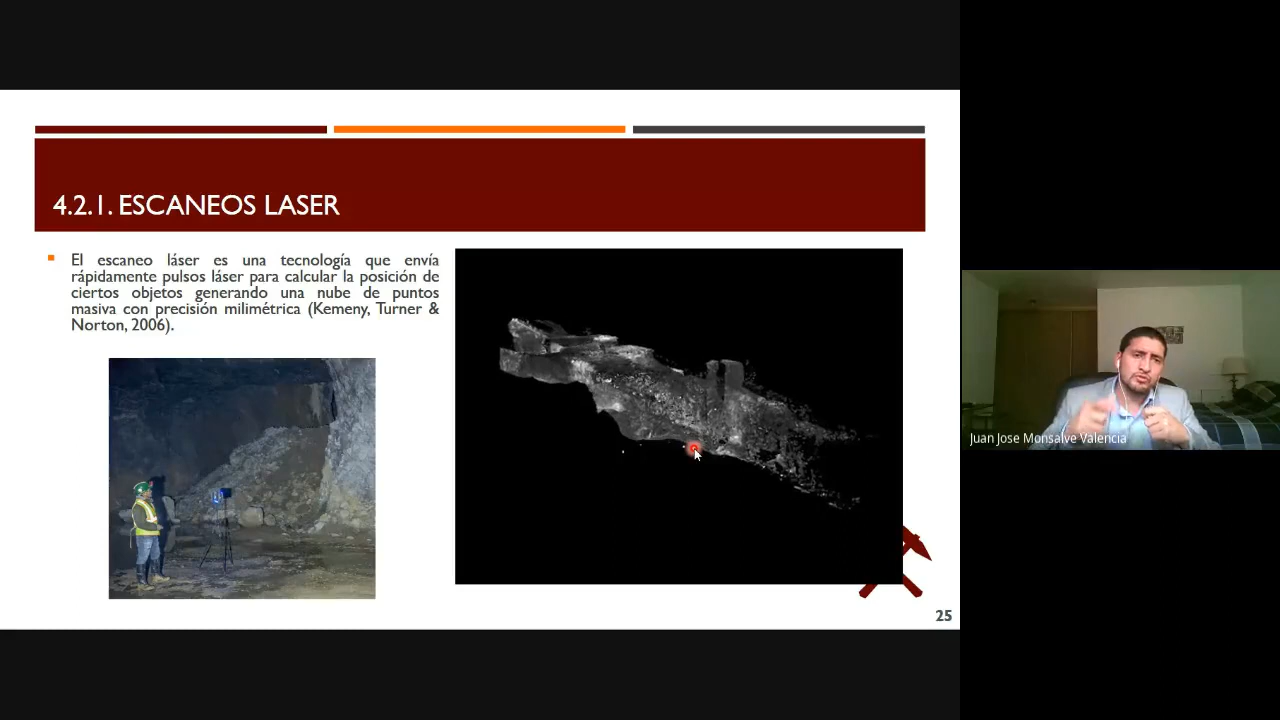 4.2.1. ESCANEOS LASER
El escaneo láser es una tecnología que envía
rápidamente pulsos láser para calcular la posición de
ciertos objetos generando una nube de puntos
masiva con precisión milimétrica (Kemeny, Turner &
Norton, 2006).
Juan Jose Monsalve Valencia
25